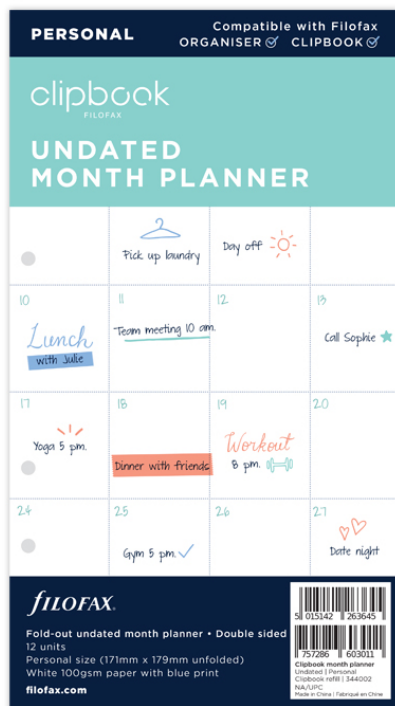 PERSONAL
Compatible with Filofax
ORGANISER CLIPBOOK
clipbook
FILOFAX
UNDATED
MONTH PLANNER
Pick up laundry
Day off
10
11
12
13
Lunch
with Julie
Team meeting 10 am.
Call Sophie
17
18
19
20
Yoga 5 pm.
Dinner with friends
Workout
8 pm.
24
25
26
27
Gym 5 pm.
Date night
FILOFAX.
Fold-out undated month planner • Double sided
12 units
Personal size (171mm x 179mm unfolded)
White 100gsm paper with blue print
filofax.com
5 015142 263645
757286 603011
Clipbook month planner
Undated | Personal
Clipbook refill | 344002
NA/UPC
Made in China | Fabriqué en Chine